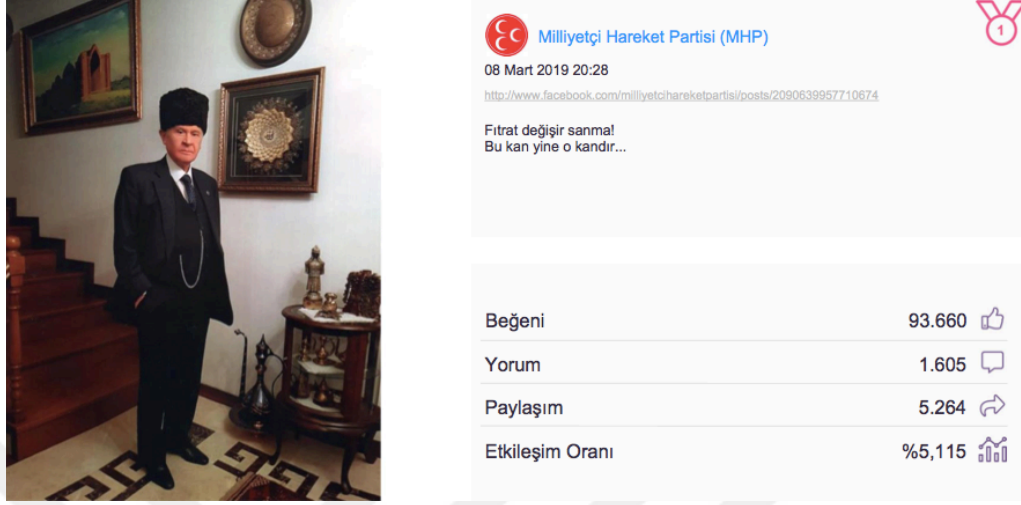 Milliyetçi Hareket Partisi (MHP)
1
08 Mart 2019 20:28
http://www.facebook.com/milliyetcihareketpartisi/posts/2090639957710674
Fıtrat değişir sanma!
Bu kan yine o kandır...
Beğeni 93.660
Yorum 1.605
Paylaşım 5.264
Etkileşim Oranı %5,115